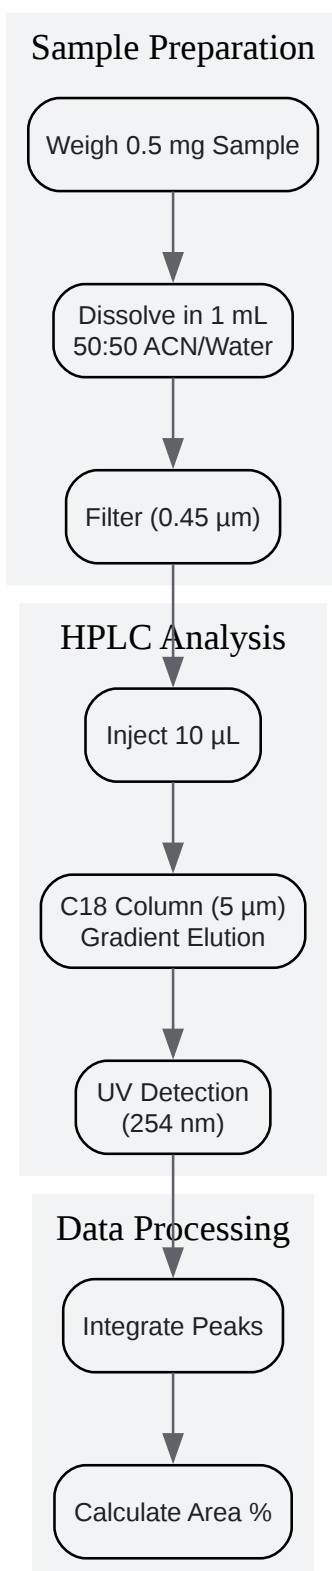 Sample Preparation
Weigh 0.5 mg Sample
Dissolve in 1 mL
50:50 ACN/Water
Filter (0.45 µm)
HPLC Analysis
Inject 10 µL
C18 Column (5 µm)
Gradient Elution
UV Detection
(254 nm)
Data Processing
Integrate Peaks
Calculate Area %